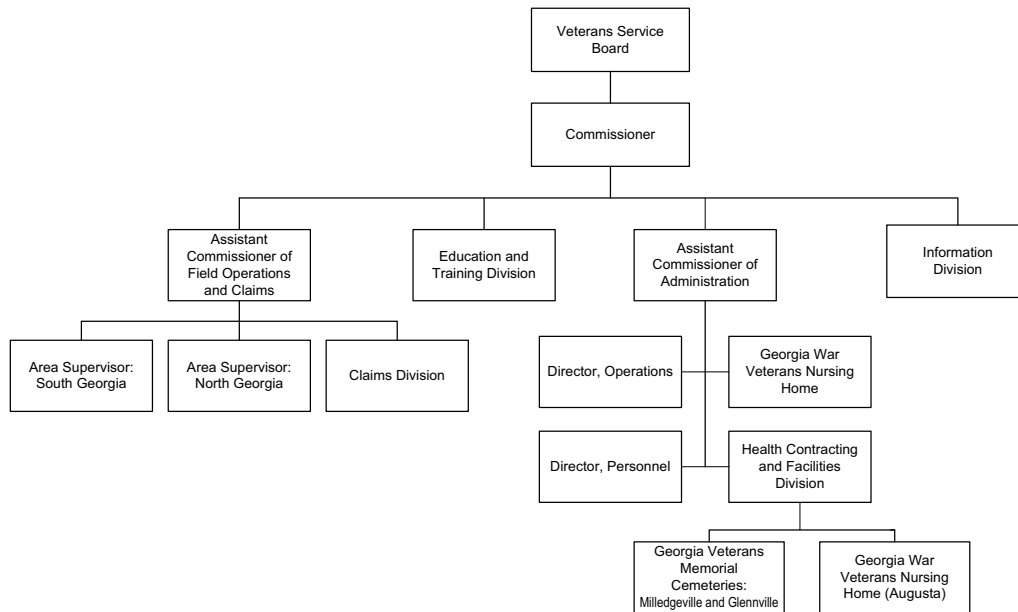 Veterans Service
Board
Commissioner
Assistant
Commissioner of
Field Operations
and Claims
Education and
Training Division
Assistant
Commissioner of
Administration
Information
Division
Area Supervisor:
South Georgia
Area Supervisor:
North Georgia
Claims Division
Director, Operations
Georgia War
Veterans Nursing
Home
Director, Personnel
Health Contracting
and Facilities
Division
Georgia Veterans
Memorial
Cemeteries:
Milledgeville and Glennville
Georgia War
Veterans Nursing
Home (Augusta)